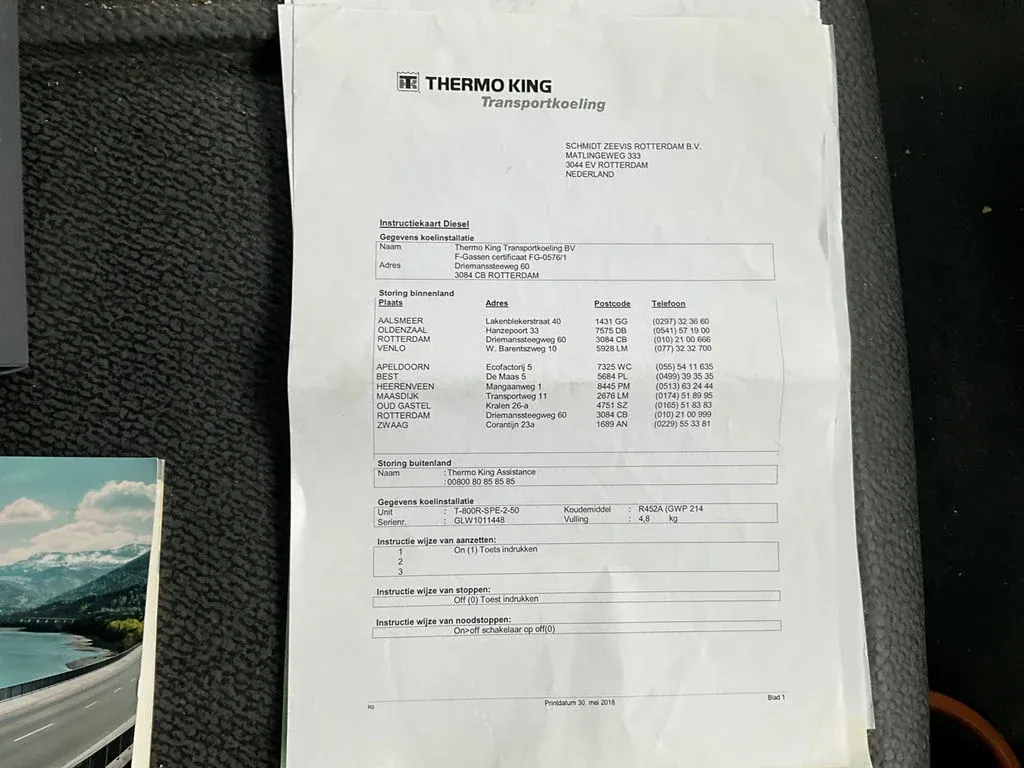 THERMO KING
Transportkoeling
SCHMIDT ZEEVIS ROTTERDAM B.V.
MATLINGEWEG 333
3044 EV ROTTERDAM
NEDERLAND
Instructiekaart Diesel
Gegevens koelinstallatie
Naam Thermo King Transportkoeling BV
F-Gassen certificaat FG-0576/1
Adres Driemanssteeweg 60
3084 CB ROTTERDAM
Storing binnenland
Plaats Adres Postcode Telefoon
AALSMEER Lakenblekerstraat 40 1431 GG (0297) 32 36 60
OLDENZAAL Hanzepoort 33 7575 DB (0541) 57 19 00
ROTTERDAM Driemanssteegweg 60 3084 CB (010) 21 00 666
VENLO W. Barentszweg 10 5928 LM (077) 32 32 700
APELDOORN Ecofactorij 5 7325 WC (055) 54 11 635
BEST De Maas 5 5684 PL (0499) 39 35 35
HEERENVEEN Mangaanweg 1 8445 PM (0513) 63 24 44
MAASDIJK Transportweg 11 2676 LM (0174) 51 89 95
OUD GASTEL Kralen 26-a 4751 SZ (0165) 51 83 83
ROTTERDAM Driemanssteegweg 60 3084 CB (010) 21 00 999
ZWAAG Corantijn 23a 1689 AN (0229) 55 33 81
Storing buitenland
Naam :Thermo King Assistance
:00800 80 85 85 85
Gegevens koelinstallatie
Unit : T-800R-SPE-2-50 Koudemiddel : R452A (GWP 214
Serienr. : GLW1011448 Vulling : 4,8 kg
Instructie wijze van aanzetten:
1 On (1) Toets indrukken
2
3
Instructie wijze van stoppen:
Off (0) Toest indrukken
Instructie wijze van noodstoppen:
On>off schakelaar op off(0)
R0 Printdatum 30. mei 2018 Blad 1